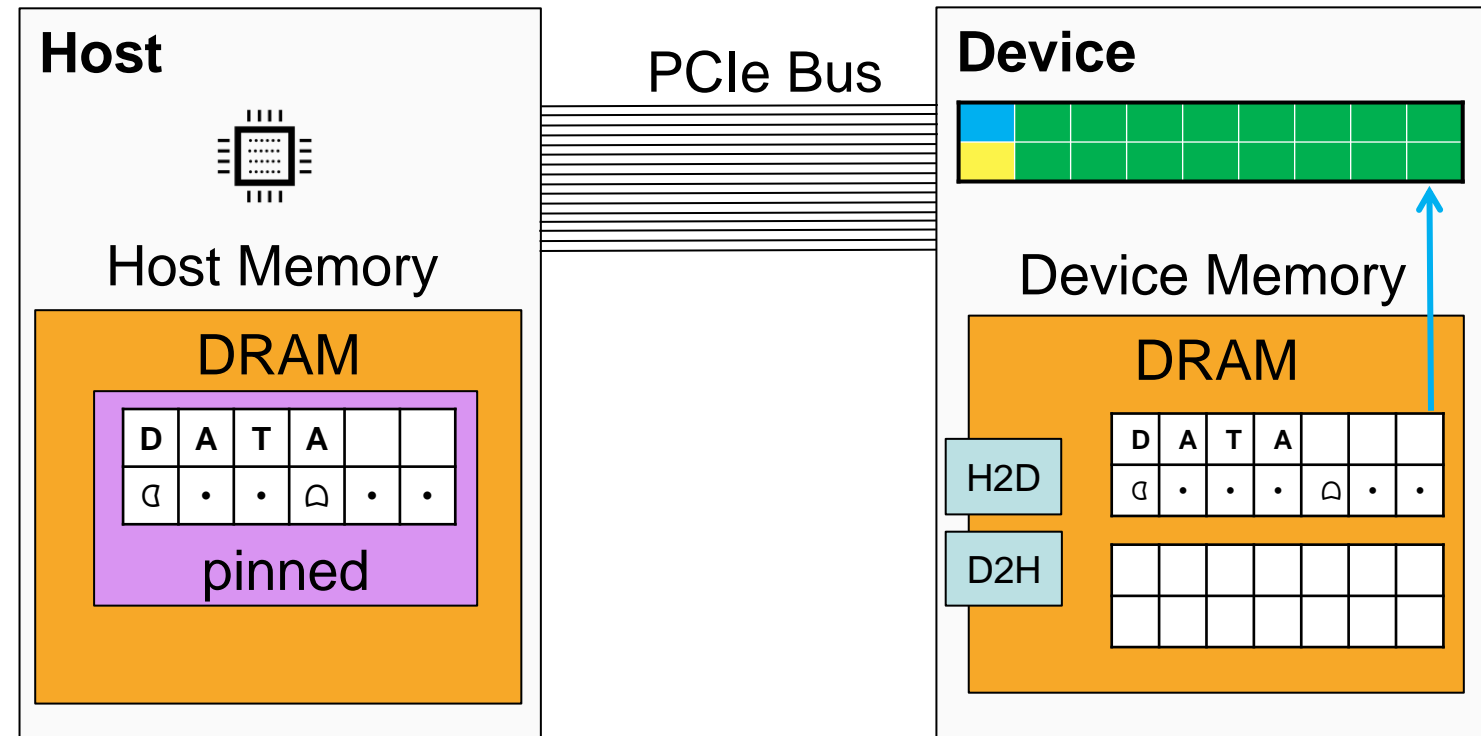 Host
PCIe Bus
Device
Host Memory
Device Memory
DRAM
DRAM
D A T A
pinned
H2D
D2H
D A T A